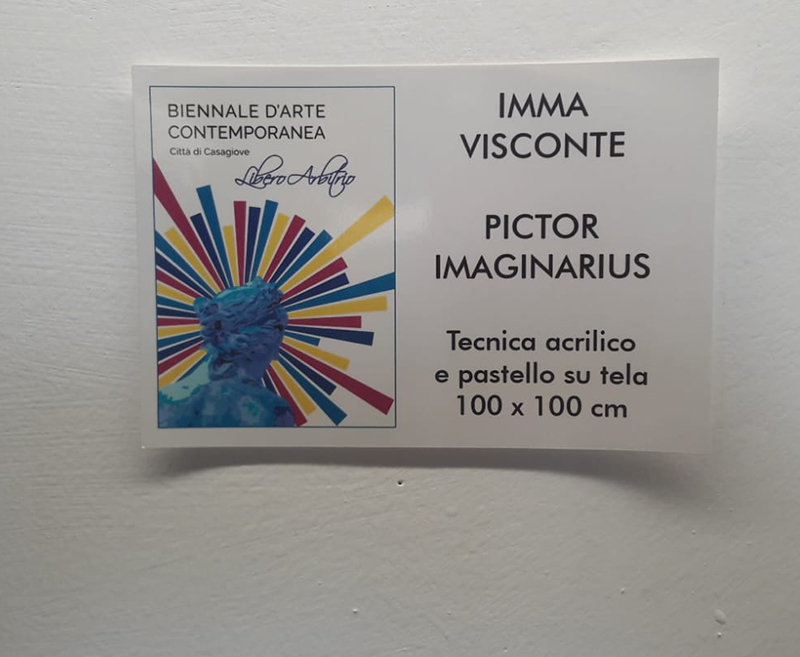 BIENNALE D'ARTE
CONTEMPORANEA
Città di Casagiove
Libero Arbitrio
IMMA
VISCONTE
PICTOR
IMAGINARIUS
Tecnica acrilico
e pastello su tela
100 x 100 cm